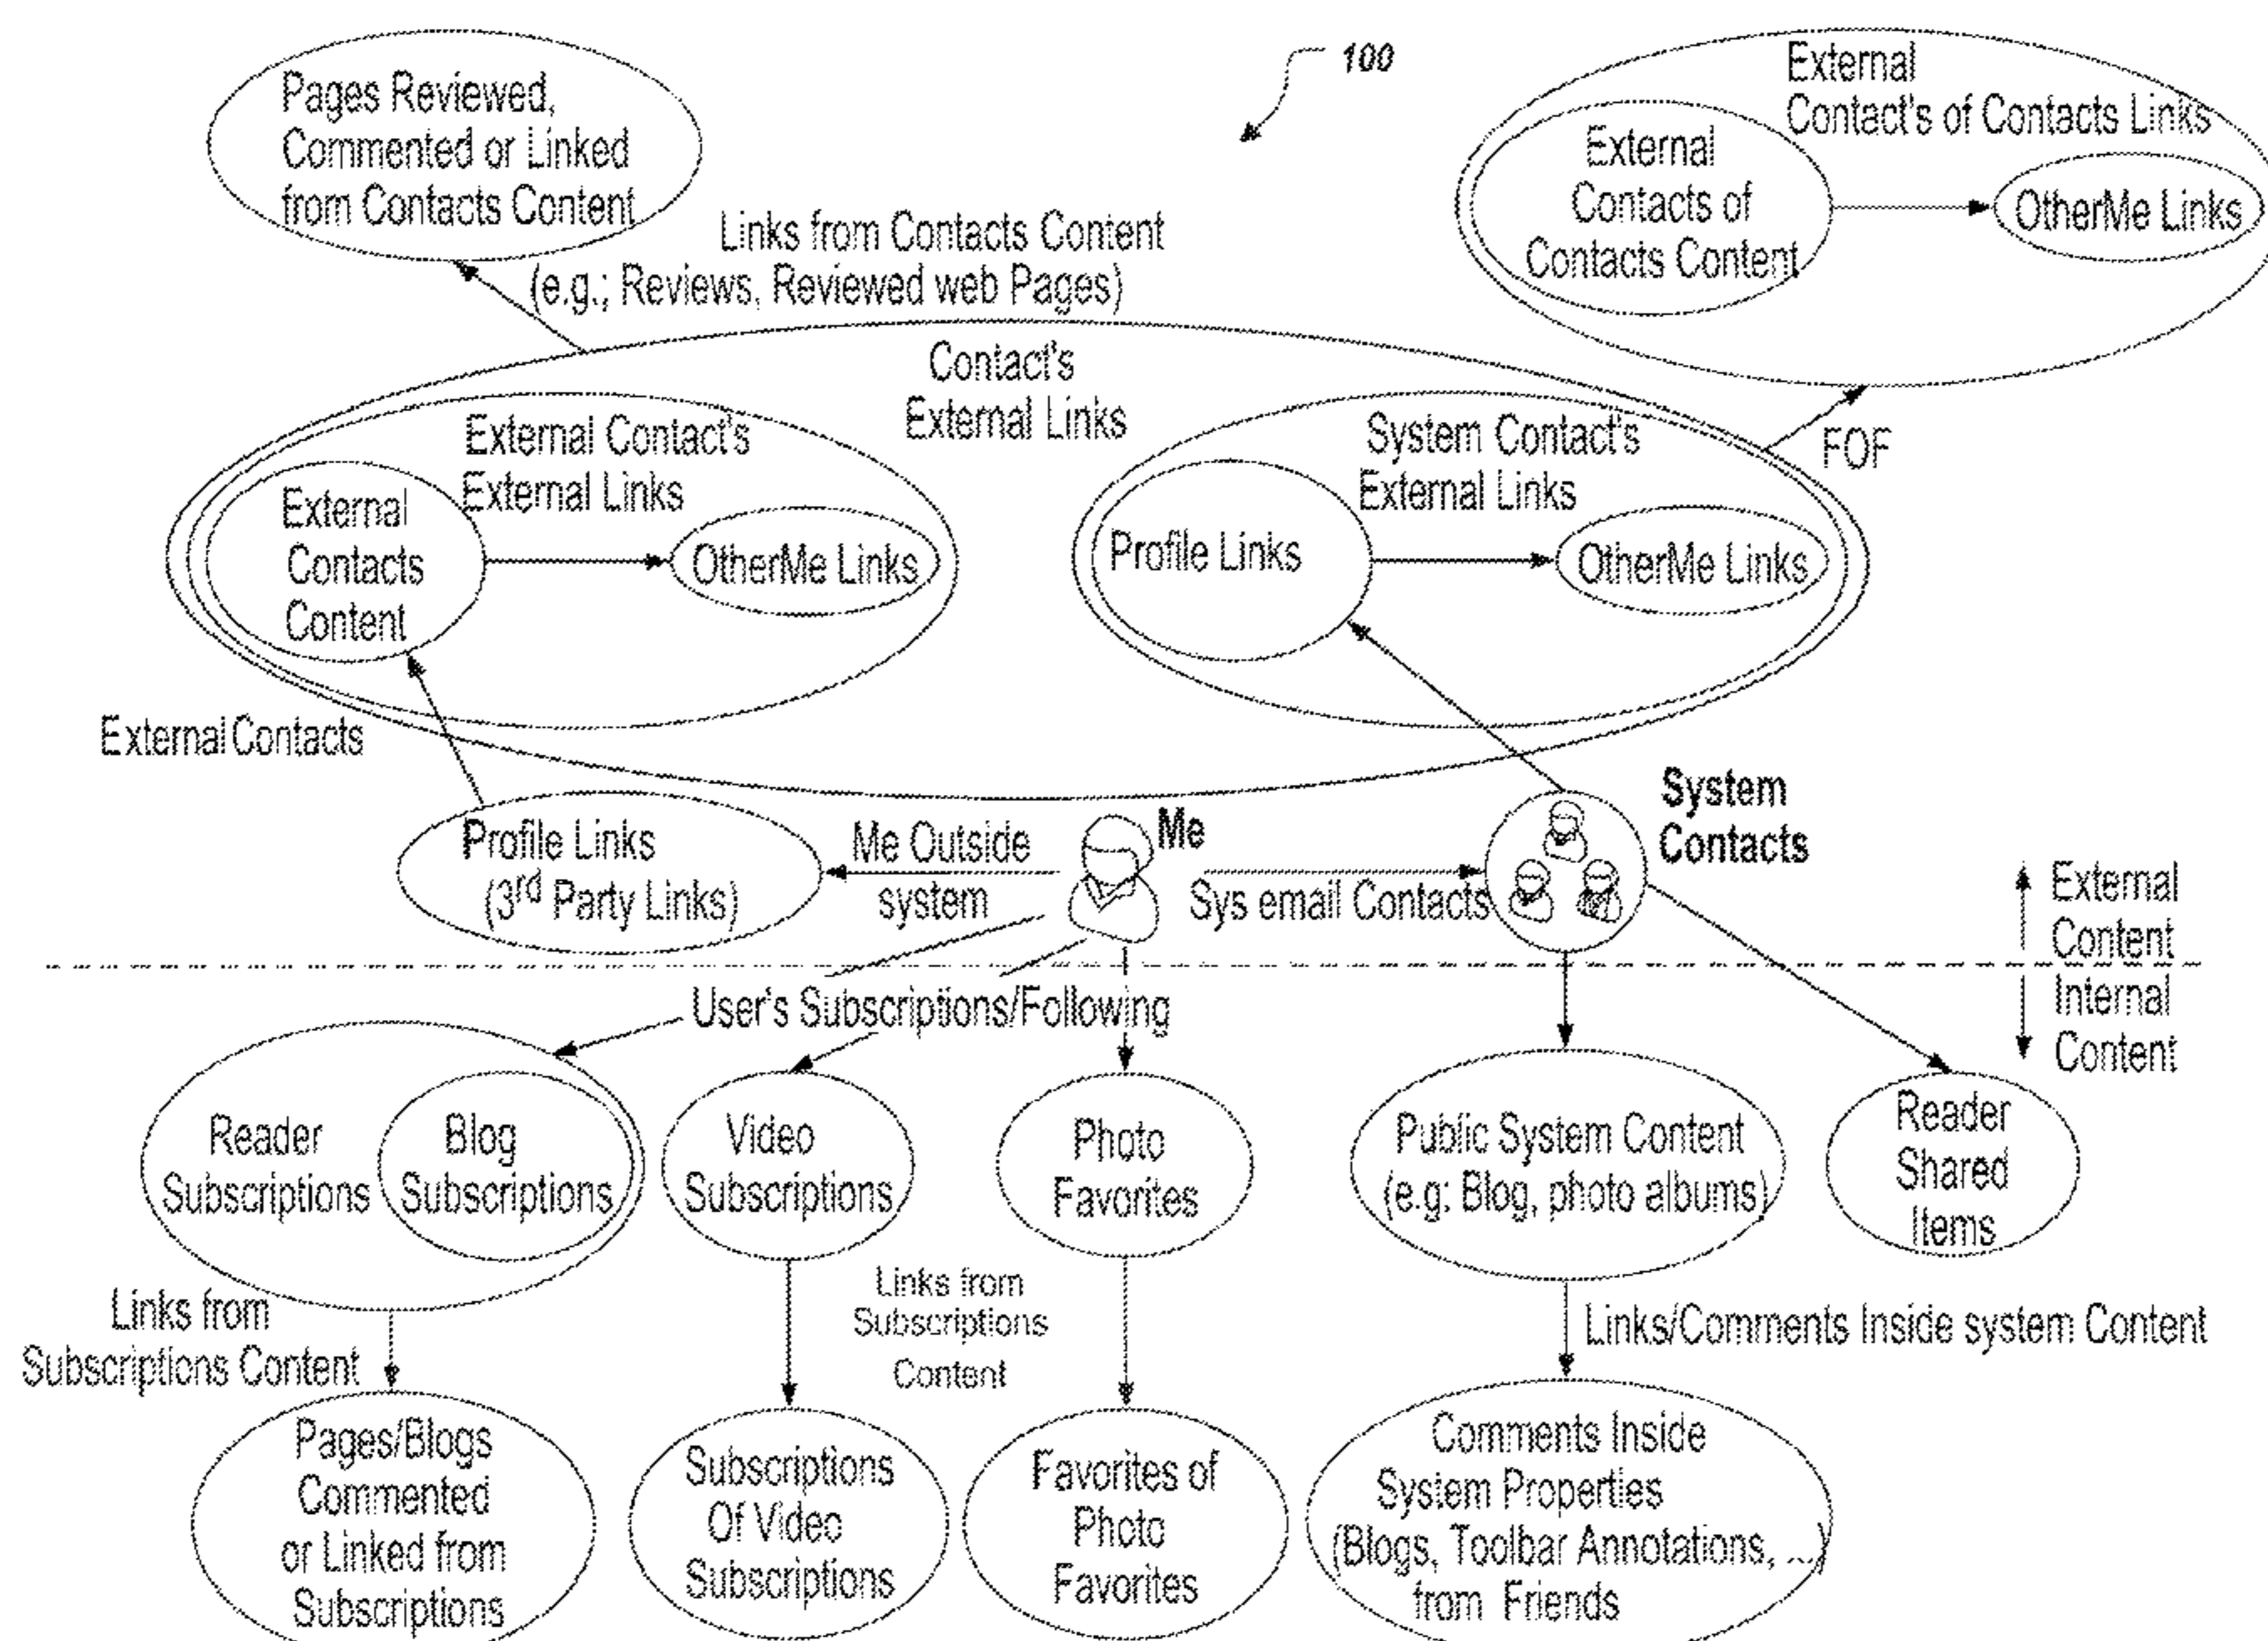 100
Pages Reviewed,
Commented or Linked
from Contacts Content
External
Contact's of Contacts Links
External
Contacts of
Contacts Content
OtherMe Links
Links from Contacts Content
(e.g.; Reviews, Reviewed web Pages)
Contact's
External Links
External Contact's
External Links
External
Contacts
Content
OtherMe Links
System Contact's
External Links
Profile Links
OtherMe Links
FOF
External Contacts
Profile Links
(3rd Party Links)
Me Outside
system
Me
Sys email Contacts
System
Contacts
External
Content
Internal
Content
User's Subscriptions/Following
Reader
Subscriptions
Blog
Subscriptions
Video
Subscriptions
Photo
Favorites
Public System Content
(e.g; Blog, photo albums)
Reader
Shared
Items
Links from
Subscriptions Content
Links from
Subscriptions
Content
Links/Comments Inside system Content
Pages/Blogs
Commented
or Linked from
Subscriptions
Subscriptions
Of Video
Subscriptions
Favorites of
Photo
Favorites
Comments Inside
System Properties
(Blogs, Toolbar Annotations, ...)
from Friends